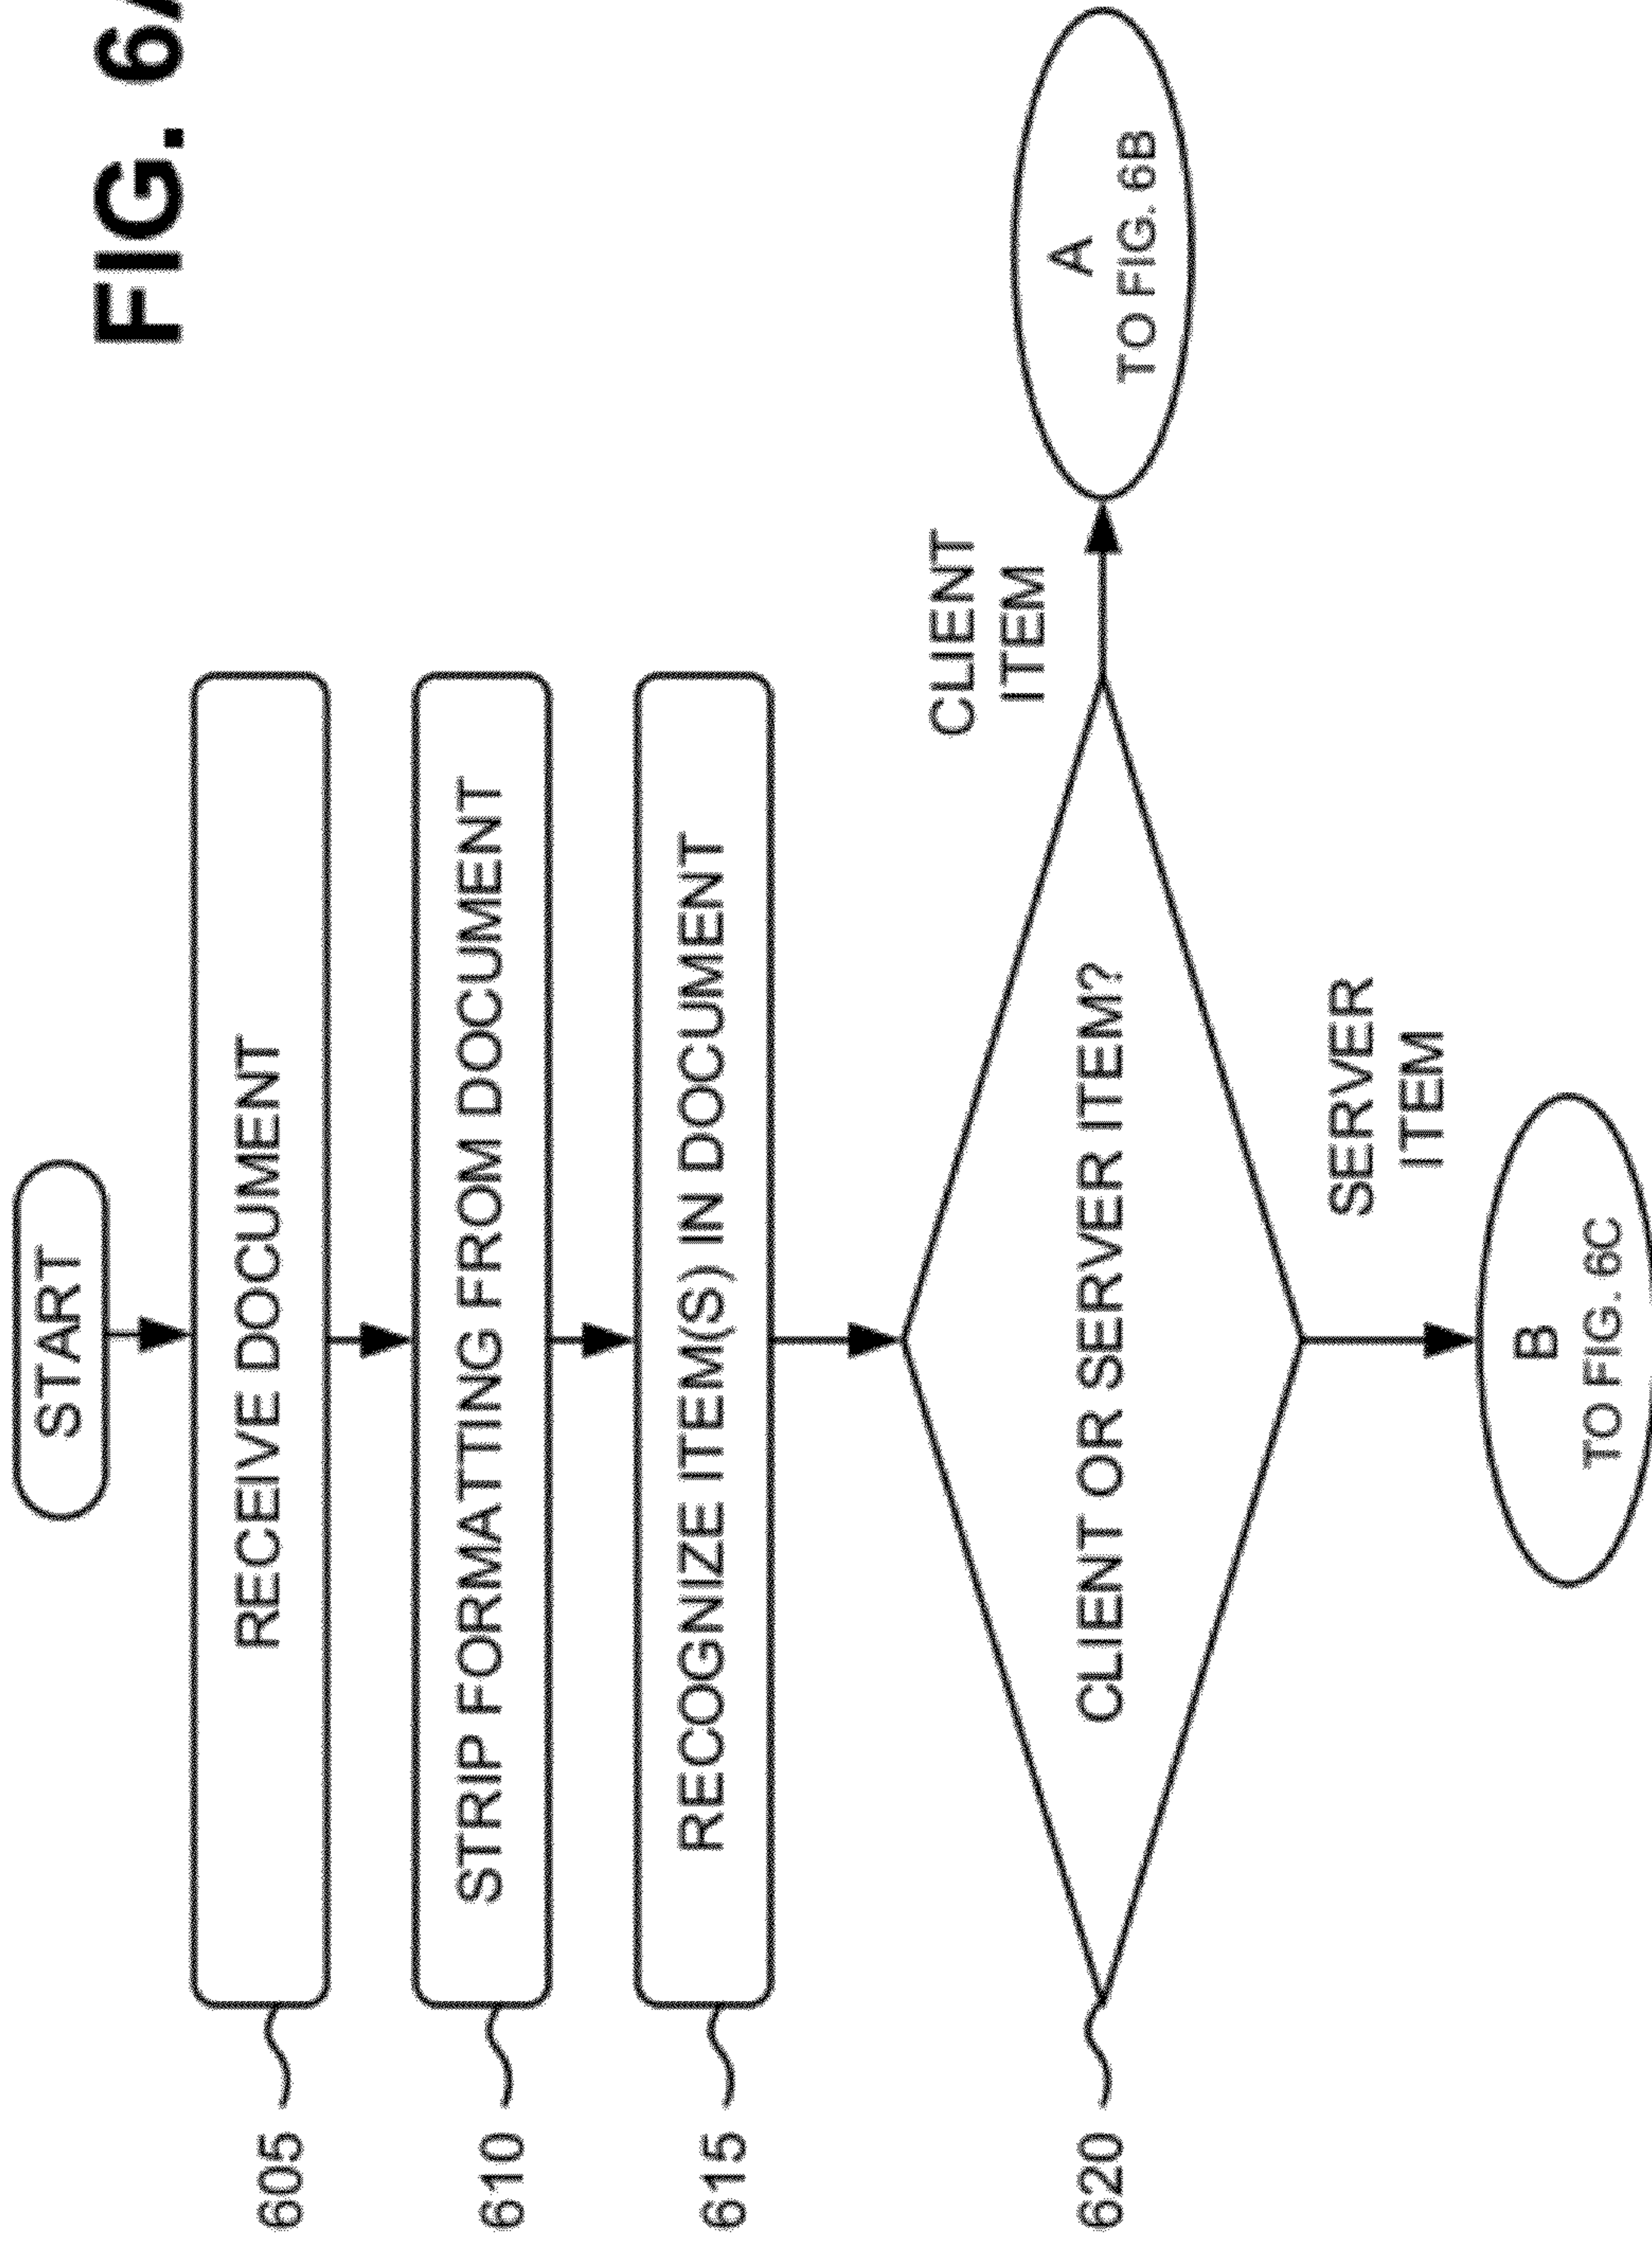 FIG. 6A
START
605
RECEIVE DOCUMENT
610
STRIP FORMATTING FROM DOCUMENT
615
RECOGNIZE ITEM(S) IN DOCUMENT
620
CLIENT OR SERVER ITEM?
CLIENT
ITEM
A
TO FIG. 6B
SERVER
ITEM
B
TO FIG. 6C